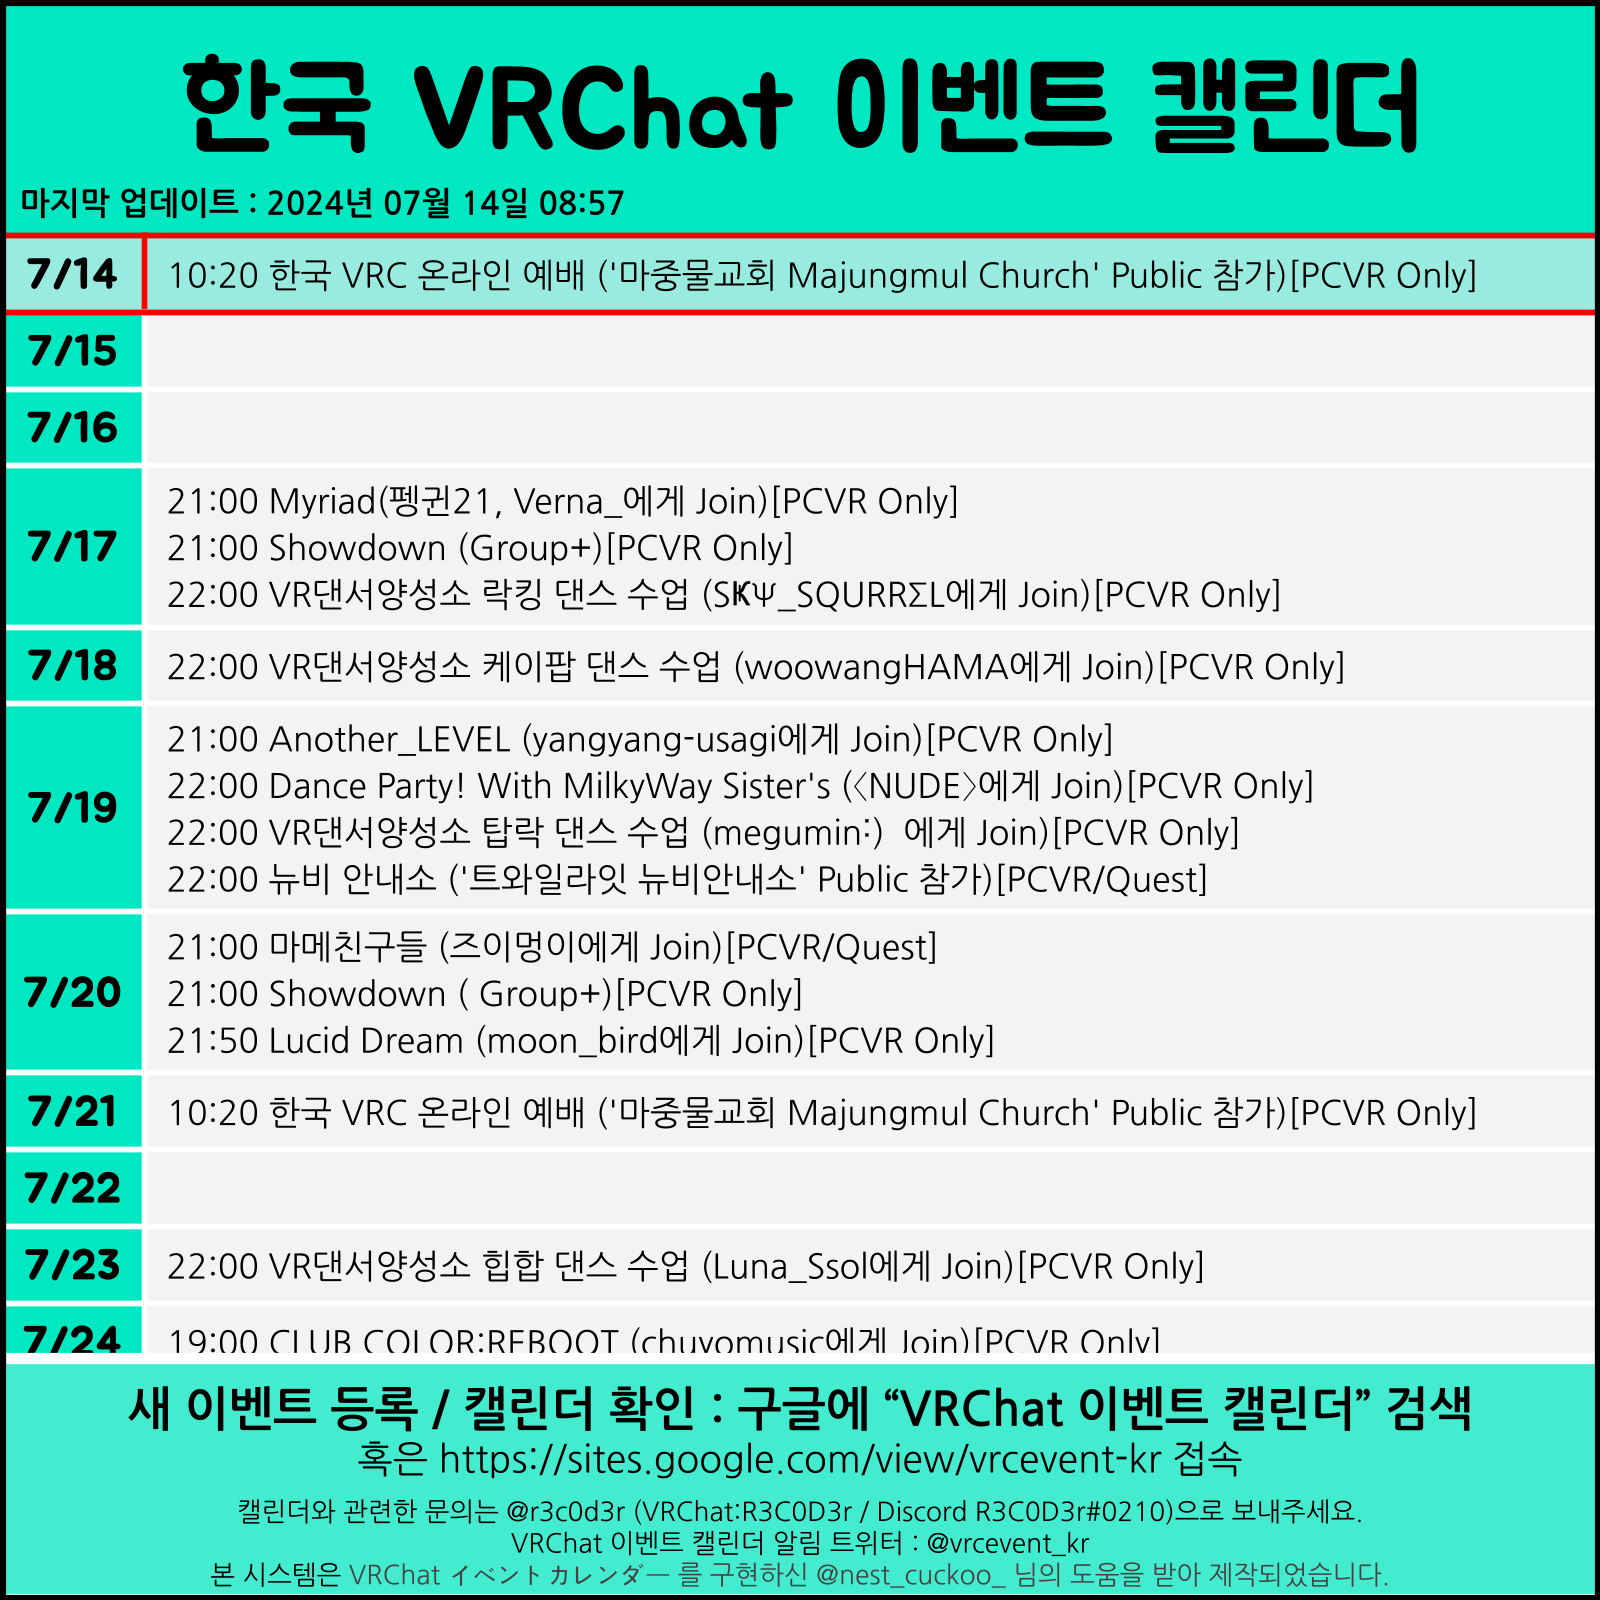 한국 VRChat 이벤트 캘린더
마지막 업데이트 : 2024년 07월 14일 08:57
7/14 10:20 한국 VRC 온라인 예배 ('마중물교회 Majungmul Church' Public 참가)[PCVR Only]
7/15
7/16
7/17
21:00 Myriad(펭귄21, Verna_에게 Join)[PCVR Only]
21:00 Showdown (Group+)[PCVR Only]
22:00 VR댄서양성소 락킹 댄스 수업 (S₭Ψ_SQURRΣL에게 Join)[PCVR Only]
7/18 22:00 VR댄서양성소 케이팝 댄스 수업 (woowangHAMA에게 Join)[PCVR Only]
7/19
21:00 Another_LEVEL (yangyang-usagi에게 Join)[PCVR Only]
22:00 Dance Party! With MilkyWay Sister's (〈NUDE〉에게 Join)[PCVR Only]
22:00 VR댄서양성소 탑락 댄스 수업 (megumin:) 에게 Join)[PCVR Only]
22:00 뉴비 안내소 ('트와일라잇 뉴비안내소' Public 참가)[PCVR/Quest]
7/20
21:00 마메친구들 (즈이멍이에게 Join)[PCVR/Quest]
21:00 Showdown ( Group+)[PCVR Only]
21:50 Lucid Dream (moon_bird에게 Join)[PCVR Only]
7/21 10:20 한국 VRC 온라인 예배 ('마중물교회 Majungmul Church' Public 참가)[PCVR Only]
7/22
7/23 22:00 VR댄서양성소 힙합 댄스 수업 (Luna_Ssol에게 Join)[PCVR Only]
7/24 19:00 CLUB COLOR:REBOOT (chuyomusic에게 Join)[PCVR Only]
새 이벤트 등록 / 캘린더 확인 : 구글에 “VRChat 이벤트 캘린더” 검색
혹은 https://sites.google.com/view/vrcevent-kr 접속
캘린더와 관련한 문의는 @r3c0d3r (VRChat:R3C0D3r / Discord R3C0D3r#0210)으로 보내주세요.
VRChat 이벤트 캘린더 알림 트위터 : @vrcevent_kr
본 시스템은 VRChat イベントカレンダー 를 구현하신 @nest_cuckoo_ 님의 도움을 받아 제작되었습니다.